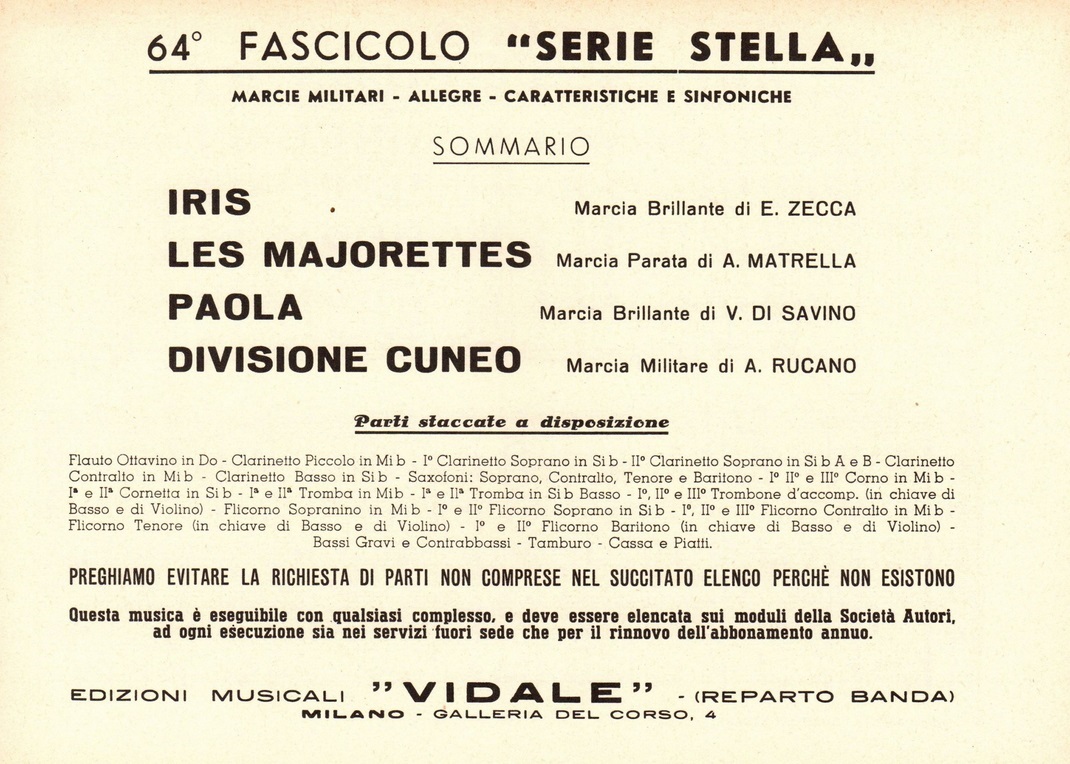 64° FASCICOLO “SERIE STELLA„
MARCIE MILITARI - ALLEGRE - CARATTERISTICHE E SINFONICHE
SOMMARIO
IRIS Marcia Brillante di E. ZECCA
LES MAJORETTES Marcia Parata di A. MATRELLA
PAOLA Marcia Brillante di V. DI SAVINO
DIVISIONE CUNEO Marcia Militare di A. RUCANO
Parti staccate a disposizione
Flauto Ottavino in Do - Clarinetto Piccolo in Mi b - I° Clarinetto Soprano in Si b - II° Clarinetto Soprano in Si b A e B - Clarinetto
Contralto in Mi b - Clarinetto Basso in Si b - Saxofoni: Soprano, Contralto, Tenore e Baritono - I° II° e III° Corno in Mi b -
Iª e IIª Cornetta in Si b - Iª e IIª Tromba in Mi b - Iª e IIª Tromba in Si b Basso - I°, II° e III° Trombone d'accomp. (in chiave di
Basso e di Violino) - Flicorno Sopranino in Mi b - I° e II° Flicorno Soprano in Si b - I°, II° e III° Flicorno Contralto in Mi b -
Flicorno Tenore (in chiave di Basso e di Violino) - I° e II° Flicorno Baritono (in chiave di Basso e di Violino) -
Bassi Gravi e Contrabbassi - Tamburo - Cassa e Piatti.
PREGHIAMO EVITARE LA RICHIESTA DI PARTI NON COMPRESE NEL SUCCITATO ELENCO PERCHÈ NON ESISTONO
Questa musica è eseguibile con qualsiasi complesso, e deve essere elencata sui moduli della Società Autori,
ad ogni esecuzione sia nei servizi fuori sede che per il rinnovo dell'abbonamento annuo.
EDIZIONI MUSICALI "VIDALE" - (REPARTO BANDA)
MILANO - GALLERIA DEL CORSO, 4